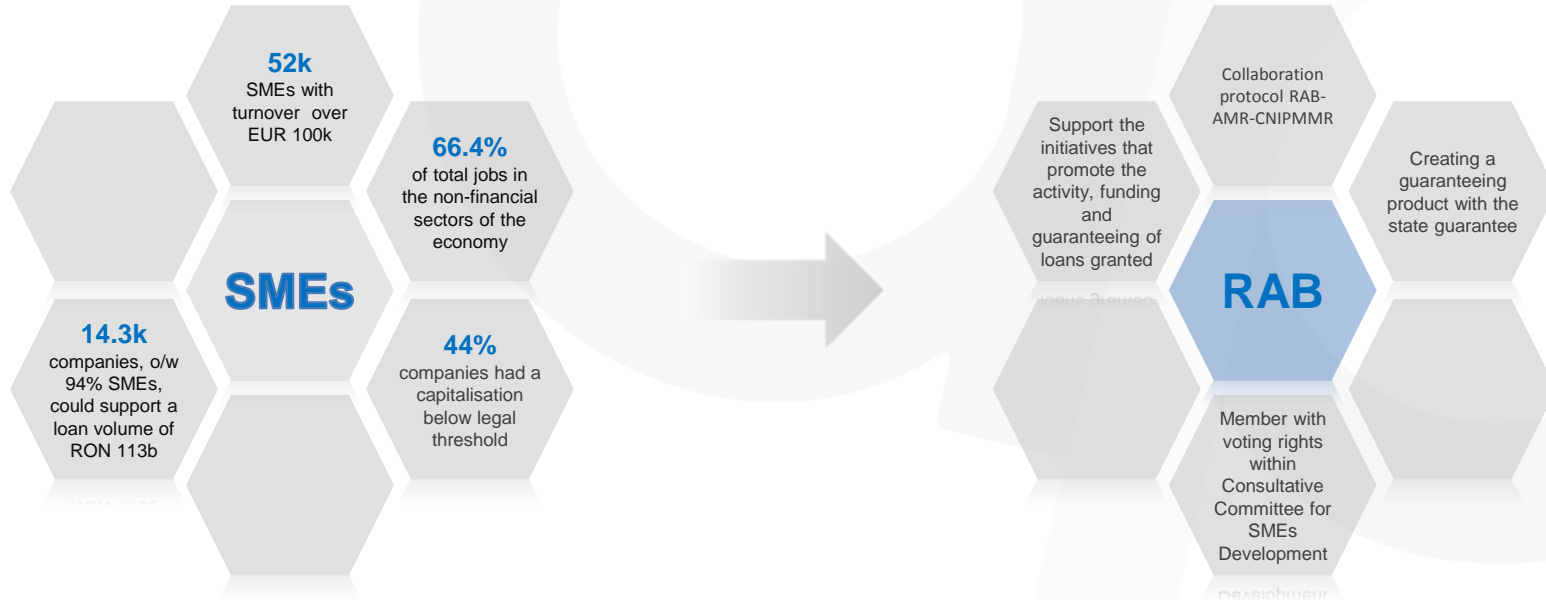 52k
SMEs with
turnover over
EUR 100k
66.4%
of total jobs in
the non-financial
sectors of the
economy
SMEs
14.3k
companies, o/w
94% SMEs,
could support a
loan volume of
RON 113b
44%
companies had a
capitalisation
below legal
threshold
Collaboration
protocol RAB-
AMR-CNIPMMR
Support the
initiatives that
promote the
activity, funding
and
guaranteeing of
loans granted
Creating a
guaranteeing
product with the
state guarantee
RAB
Member with
voting rights
within
Consultative
Committee for
SMEs
Development